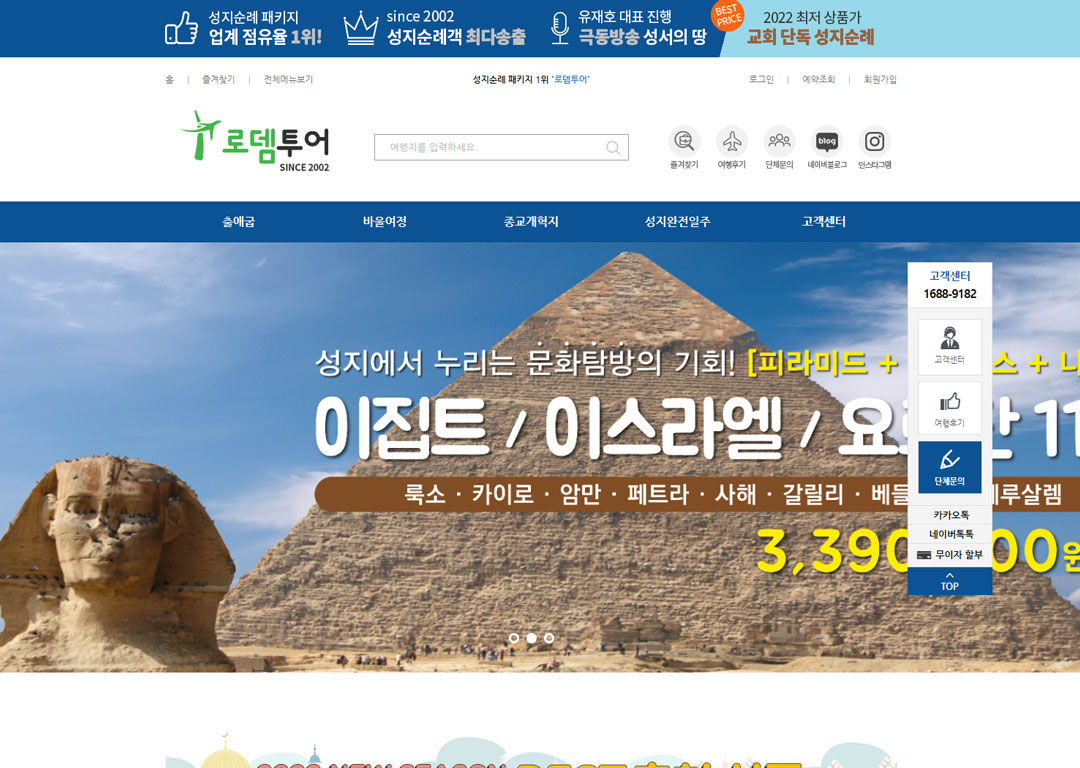 성지순례 패키지
업계 점유율 1위!
since 2002
성지순례객 최다송출
유재호 대표 진행
극동방송 성서의 땅
BEST
PRICE
2022 최저 상품가
교회 단독 성지순례
홈 | 즐겨찾기 | 전체메뉴보기
성지순례 패키지 1위 '로뎀투어'
로그인 | 예약조회 | 회원가입
로뎀투어
SINCE 2002
여행지를 입력하세요.
blog
즐겨찾기 여행후기 단체문의 네이버블로그 인스타그램
출애굽 바울여정 종교개혁지 성지완전일주 고객센터
고객센터
1688-9182
고객센터
여행후기
단체문의
카카오톡
네이버톡톡
무이자 할부
TOP
성지에서 누리는 문화탐방의 기회! [피라미드 + 스 +
이집트 / 이스라엘 / 요 11
룩소 · 카이로 · 암만 · 페트라 · 사해 · 갈릴리 · 베들 루살렘
3,390 00원